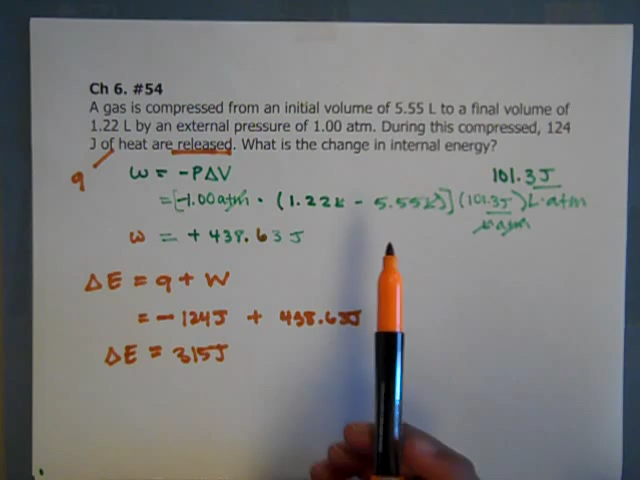 Ch 6. #54
A gas is compressed from an initial volume of 5.55 L to a final volume of
1.22 L by an external pressure of 1.00 atm. During this compressed, 124
J of heat are released. What is the change in internal energy?
q
w = -PΔV
101.3J
= [-1.00atm · (1.22L - 5.55L)] (101.3J) L·atm
L·atm
w = +438.63 J
ΔE = q + W
= -124J + 438.63J
ΔE = 315J